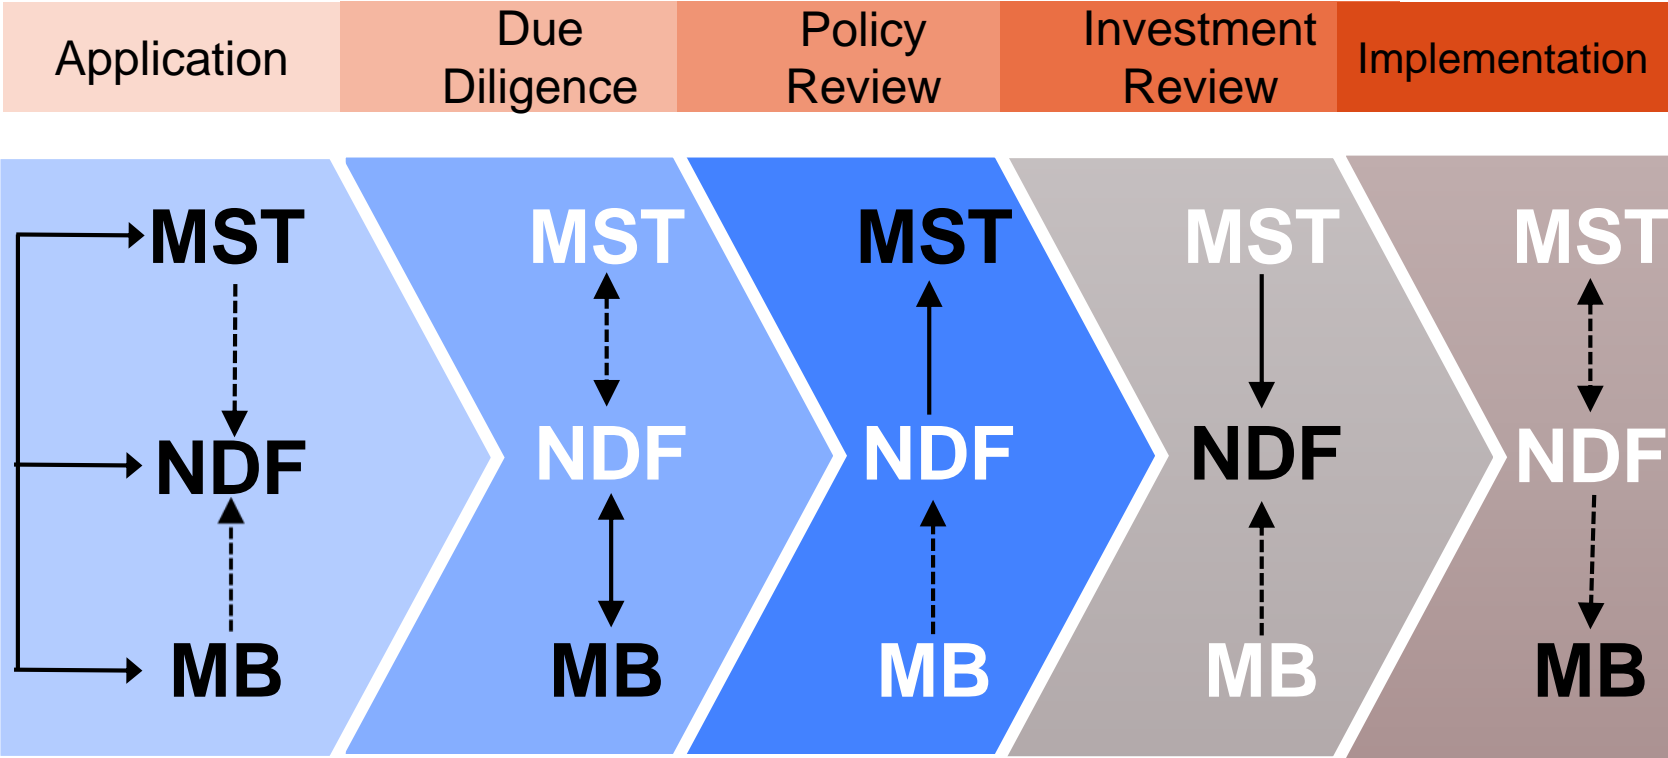 Application
Due
Diligence
Policy
Review
Investment
Review
Implementation
MST
NDF
MB
MST
NDF
MB
MST
NDF
MB
MST
NDF
MB
MST
NDF
MB